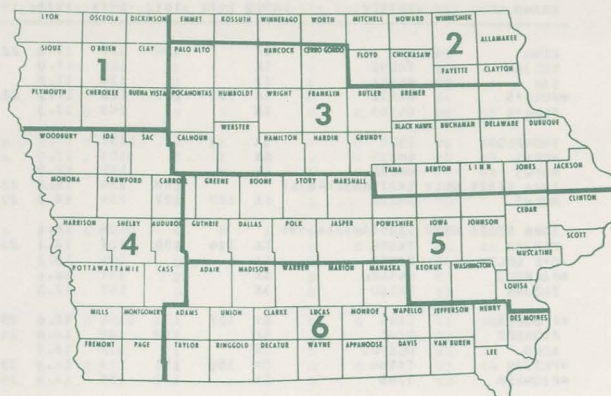 LYON OSCEOLA DICKINSON EMMET KOSSUTH WINNEBAGO WORTH MITCHELL HOWARD WINNESHIEK ALLAMAKEE
SIOUX O'BRIEN CLAY PALO ALTO HANCOCK CERRO GORDO FLOYD CHICKASAW 2
1
FAYETTE CLAYTON
PLYMOUTH CHEROKEE BUENA VISTA POCAHONTAS HUMBOLDT WRIGHT FRANKLIN BUTLER BREMER
3
WEBSTER BLACK HAWK BUCHANAN DELAWARE DUBUQUE
WOODBURY IDA SAC CALHOUN HAMILTON HARDIN GRUNDY
TAMA BENTON LINN JONES JACKSON
MONONA CRAWFORD CARROLL GREENE BOONE STORY MARSHALL
CLINTON
CEDAR
HARRISON SHELBY AUDUBON GUTHRIE DALLAS POLK JASPER POWESHIEK IOWA JOHNSON
4 5
SCOTT
MUSCATINE
POTTAWATTAMIE CASS ADAIR MADISON WARREN MARION MAHASKA KEOKUK WASHINGTON
LOUISA
MILLS MONTGOMERY ADAMS UNION CLARKE LUCAS MONROE WAPELLO JEFFERSON HENRY DES MOINES
6
FREMONT PAGE TAYLOR RINGGOLD DECATUR WAYNE APPANOOSE DAVIS VAN BUREN LEE